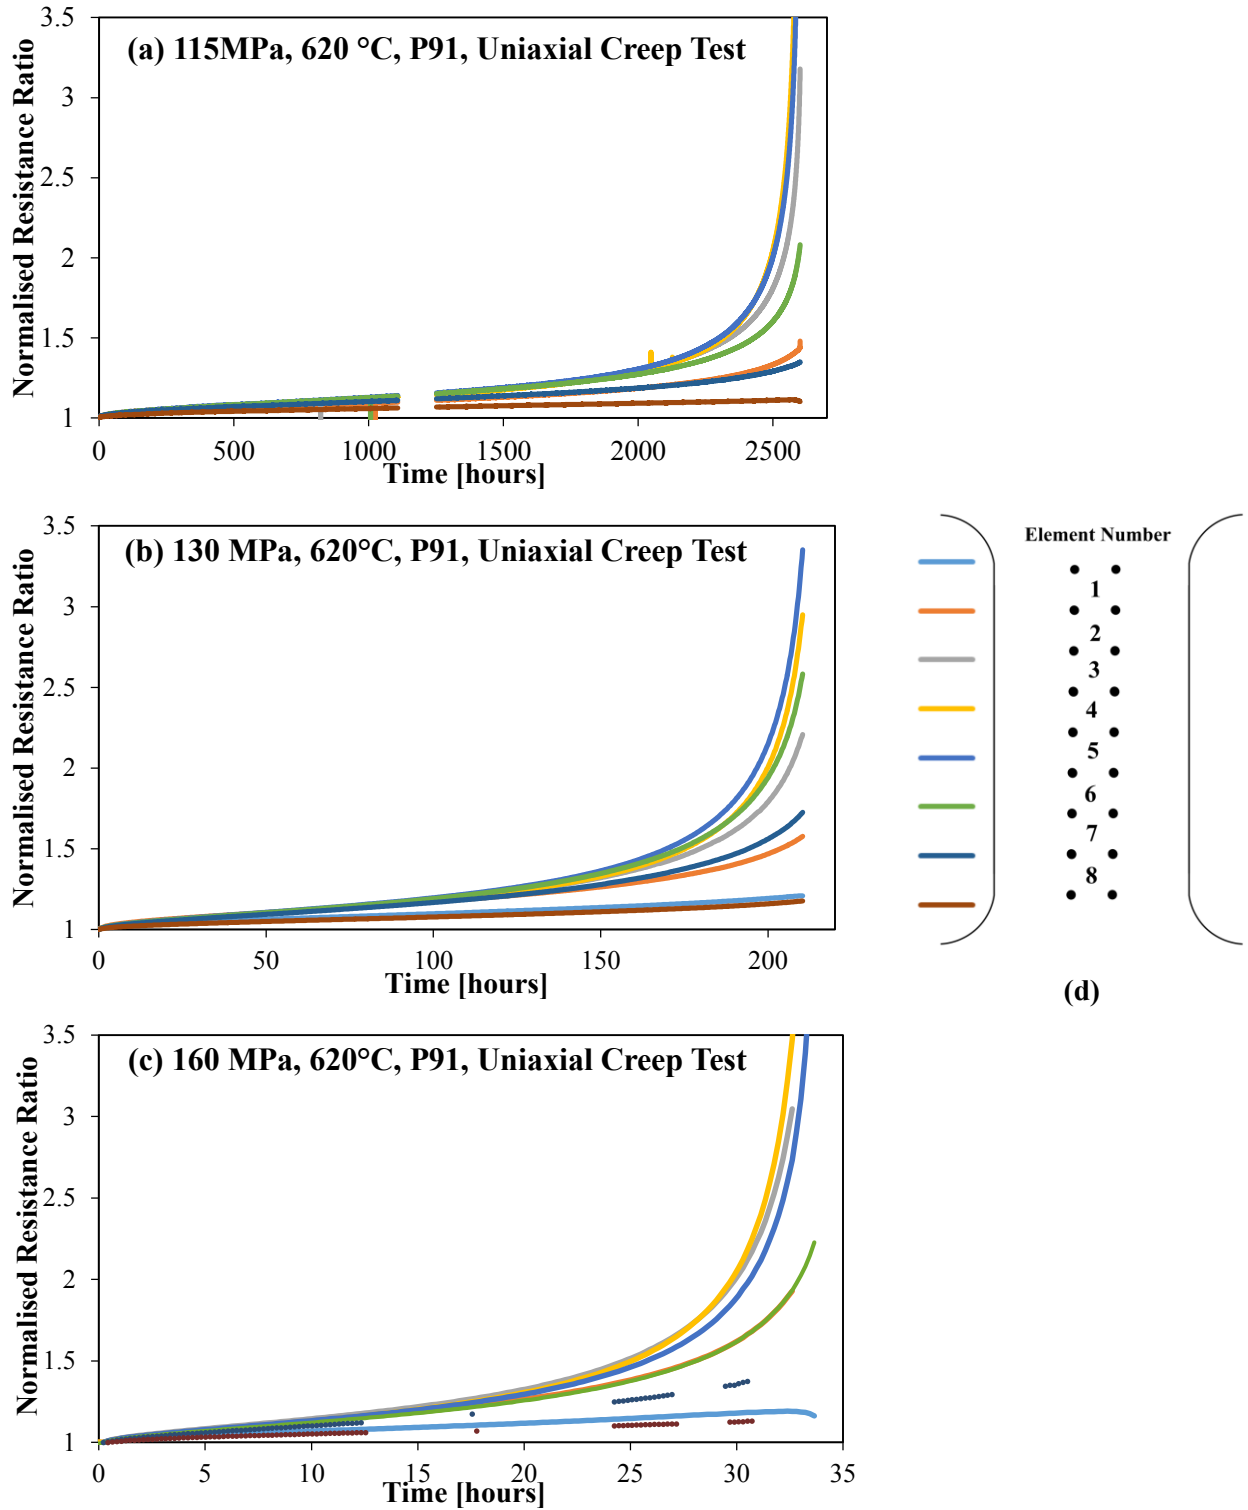 3.5
(a) 115MPa, 620 °C, P91, Uniaxial Creep Test
3
2.5
2
1.5
1
Normalised Resistance Ratio
0 500 1000 1500 2000 2500
Time [hours]
3.5
(b) 130 MPa, 620°C, P91, Uniaxial Creep Test
3
2.5
2
1.5
1
Normalised Resistance Ratio
0 50 100 150 200
Time [hours]
Element Number
1
2
3
4
5
6
7
8
(d)
3.5
(c) 160 MPa, 620°C, P91, Uniaxial Creep Test
3
2.5
2
1.5
1
Normalised Resistance Ratio
0 5 10 15 20 25 30 35
Time [hours]